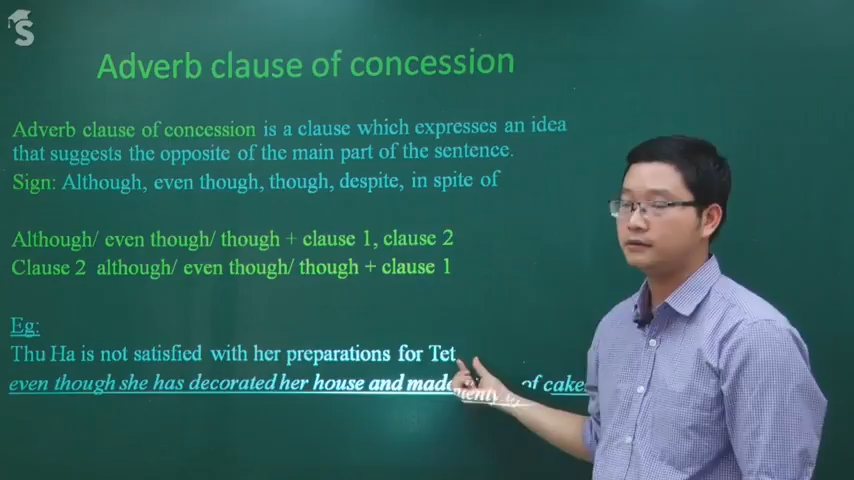 S
Adverb clause of concession
Adverb clause of concession is a clause which expresses an idea
that suggests the opposite of the main part of the sentence.
Sign: Although, even though, though, despite, in spite of
Although/ even though/ though + clause 1, clause 2
Clause 2 although/ even though/ though + clause 1
Eg:
Thu Ha is not satisfied with her preparations for Tet
even though she has decorated her house and made plenty of cake